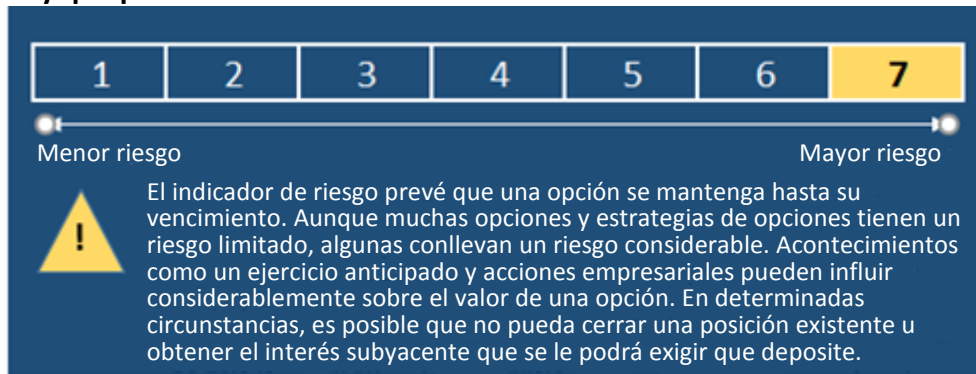 1 2 3 4 5 6 7
Menor riesgo Mayor riesgo
El indicador de riesgo prevé que una opción se mantenga hasta su
vencimiento. Aunque muchas opciones y estrategias de opciones tienen un
! riesgo limitado, algunas conllevan un riesgo considerable. Acontecimientos
como un ejercicio anticipado y acciones empresariales pueden influir
considerablemente sobre el valor de una opción. En determinadas
circunstancias, es posible que no pueda cerrar una posición existente u
obtener el interés subyacente que se le podrá exigir que deposite.